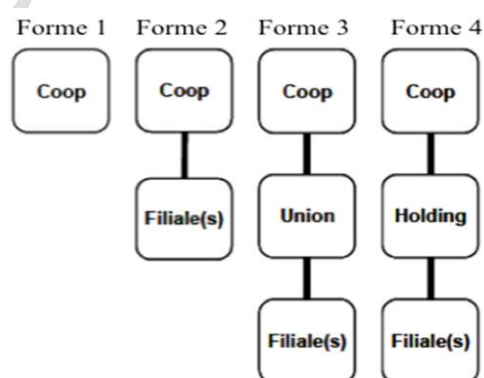 Forme 1 Forme 2 Forme 3 Forme 4
Coop Coop Coop Coop
Filiale(s) Union Holding
Filiale(s) Filiale(s)